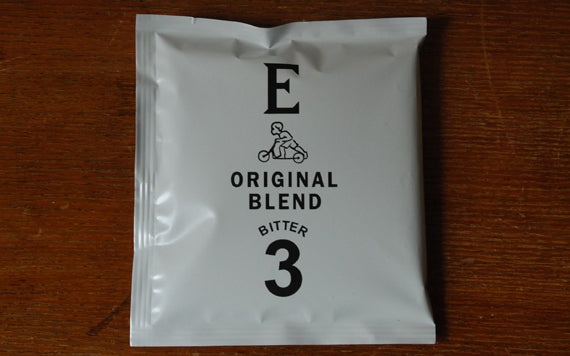 E
ORIGINAL
BLEND
BITTER
3